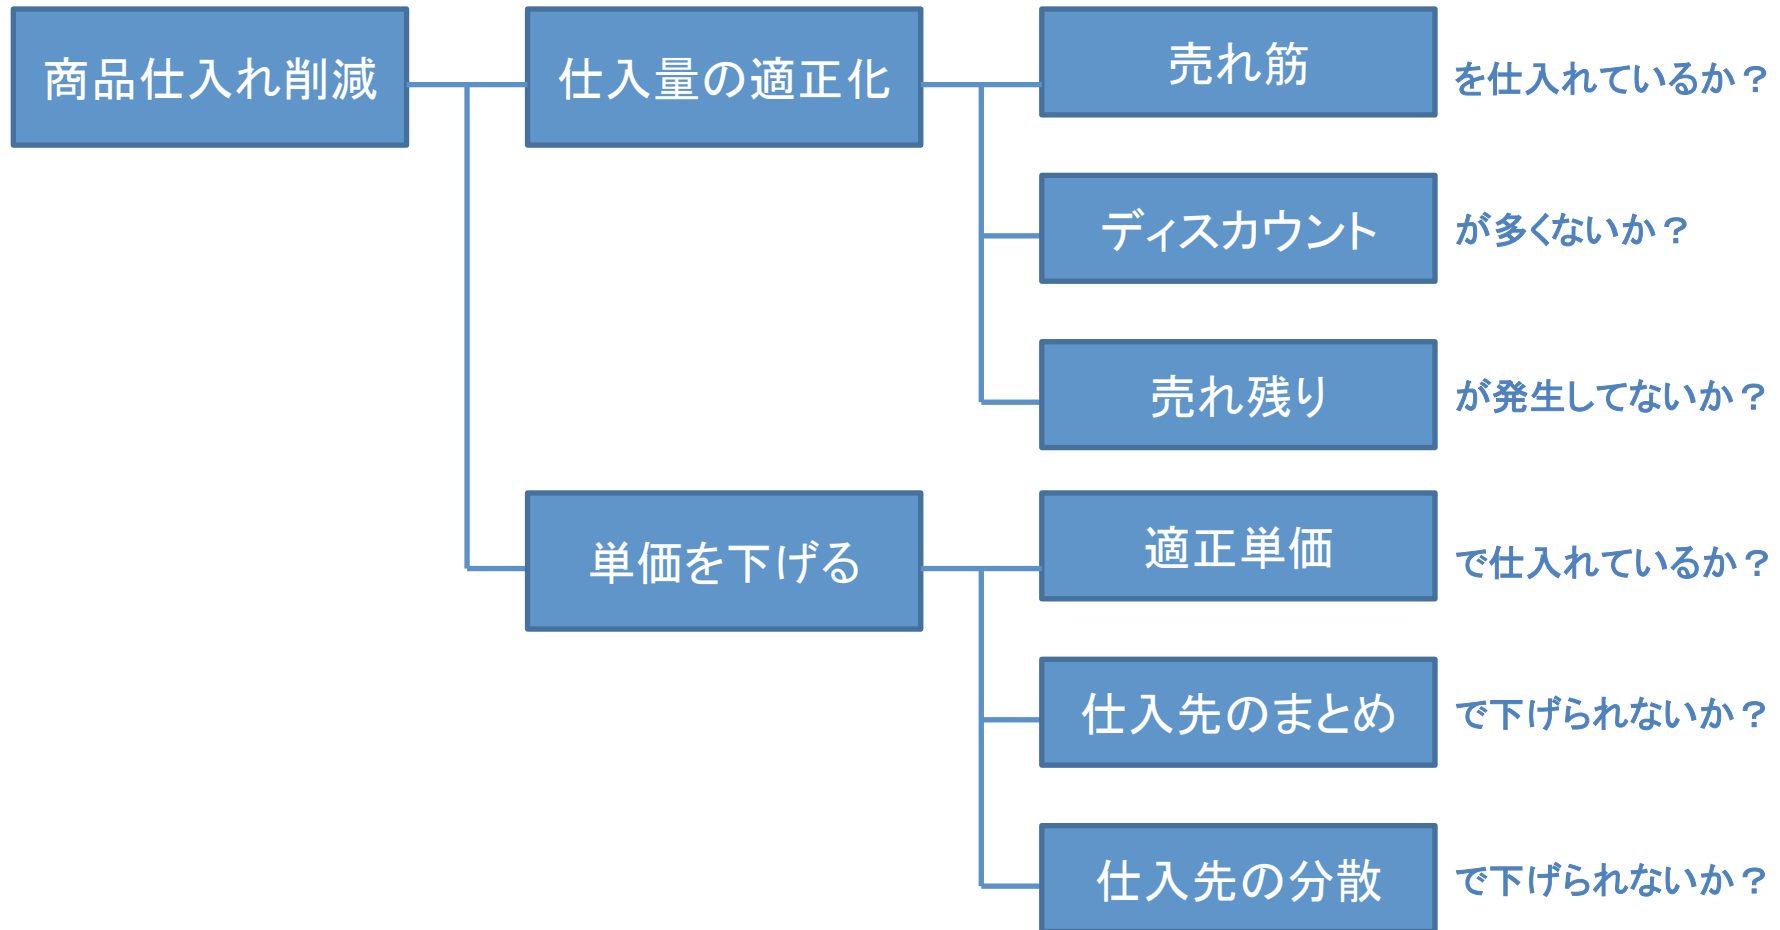 商品仕入れ削減
仕入量の適正化
売れ筋 を仕入れているか？
ディスカウント が多くないか？
売れ残り が発生してないか？
単価を下げる
適正単価 で仕入れているか？
仕入先のまとめ で下げられないか？
仕入先の分散 で下げられないか？